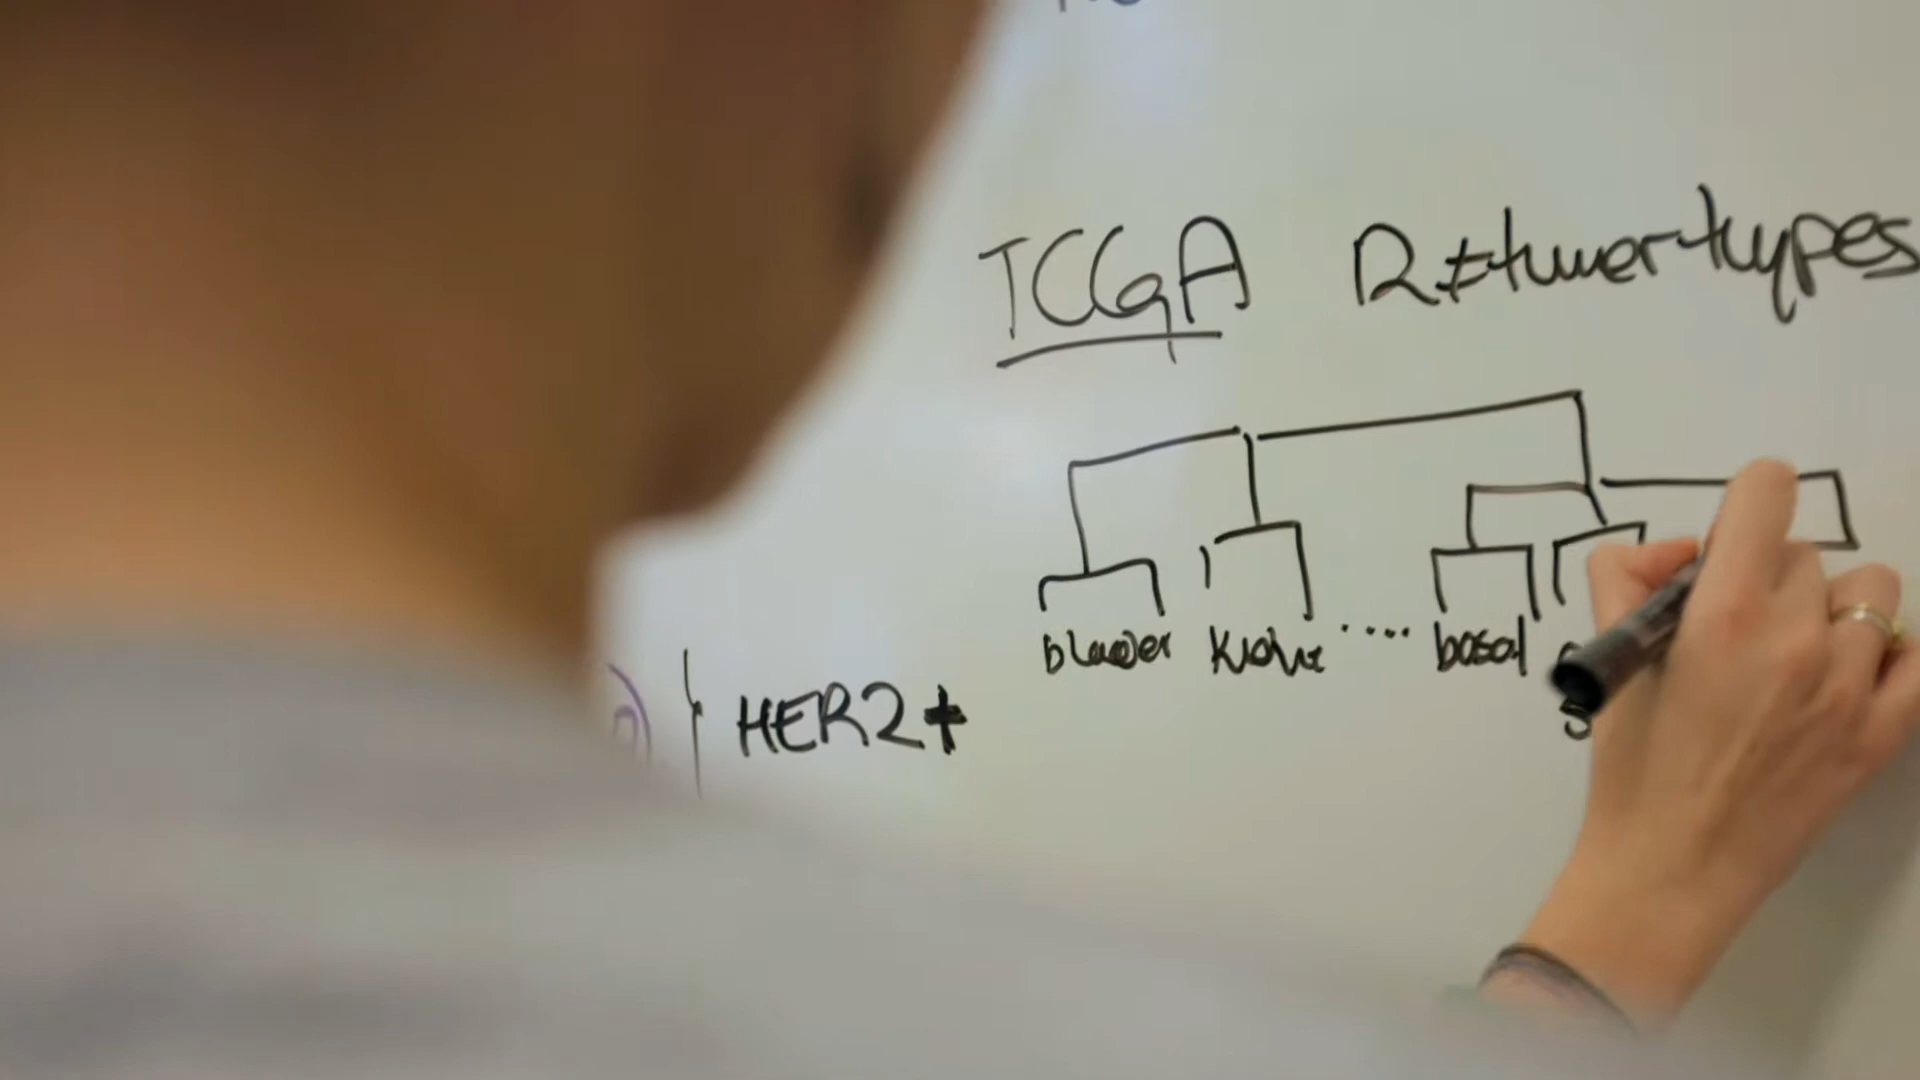 TCGA 12 ≠ tumor types
bladder kidney .... basal
HER2+